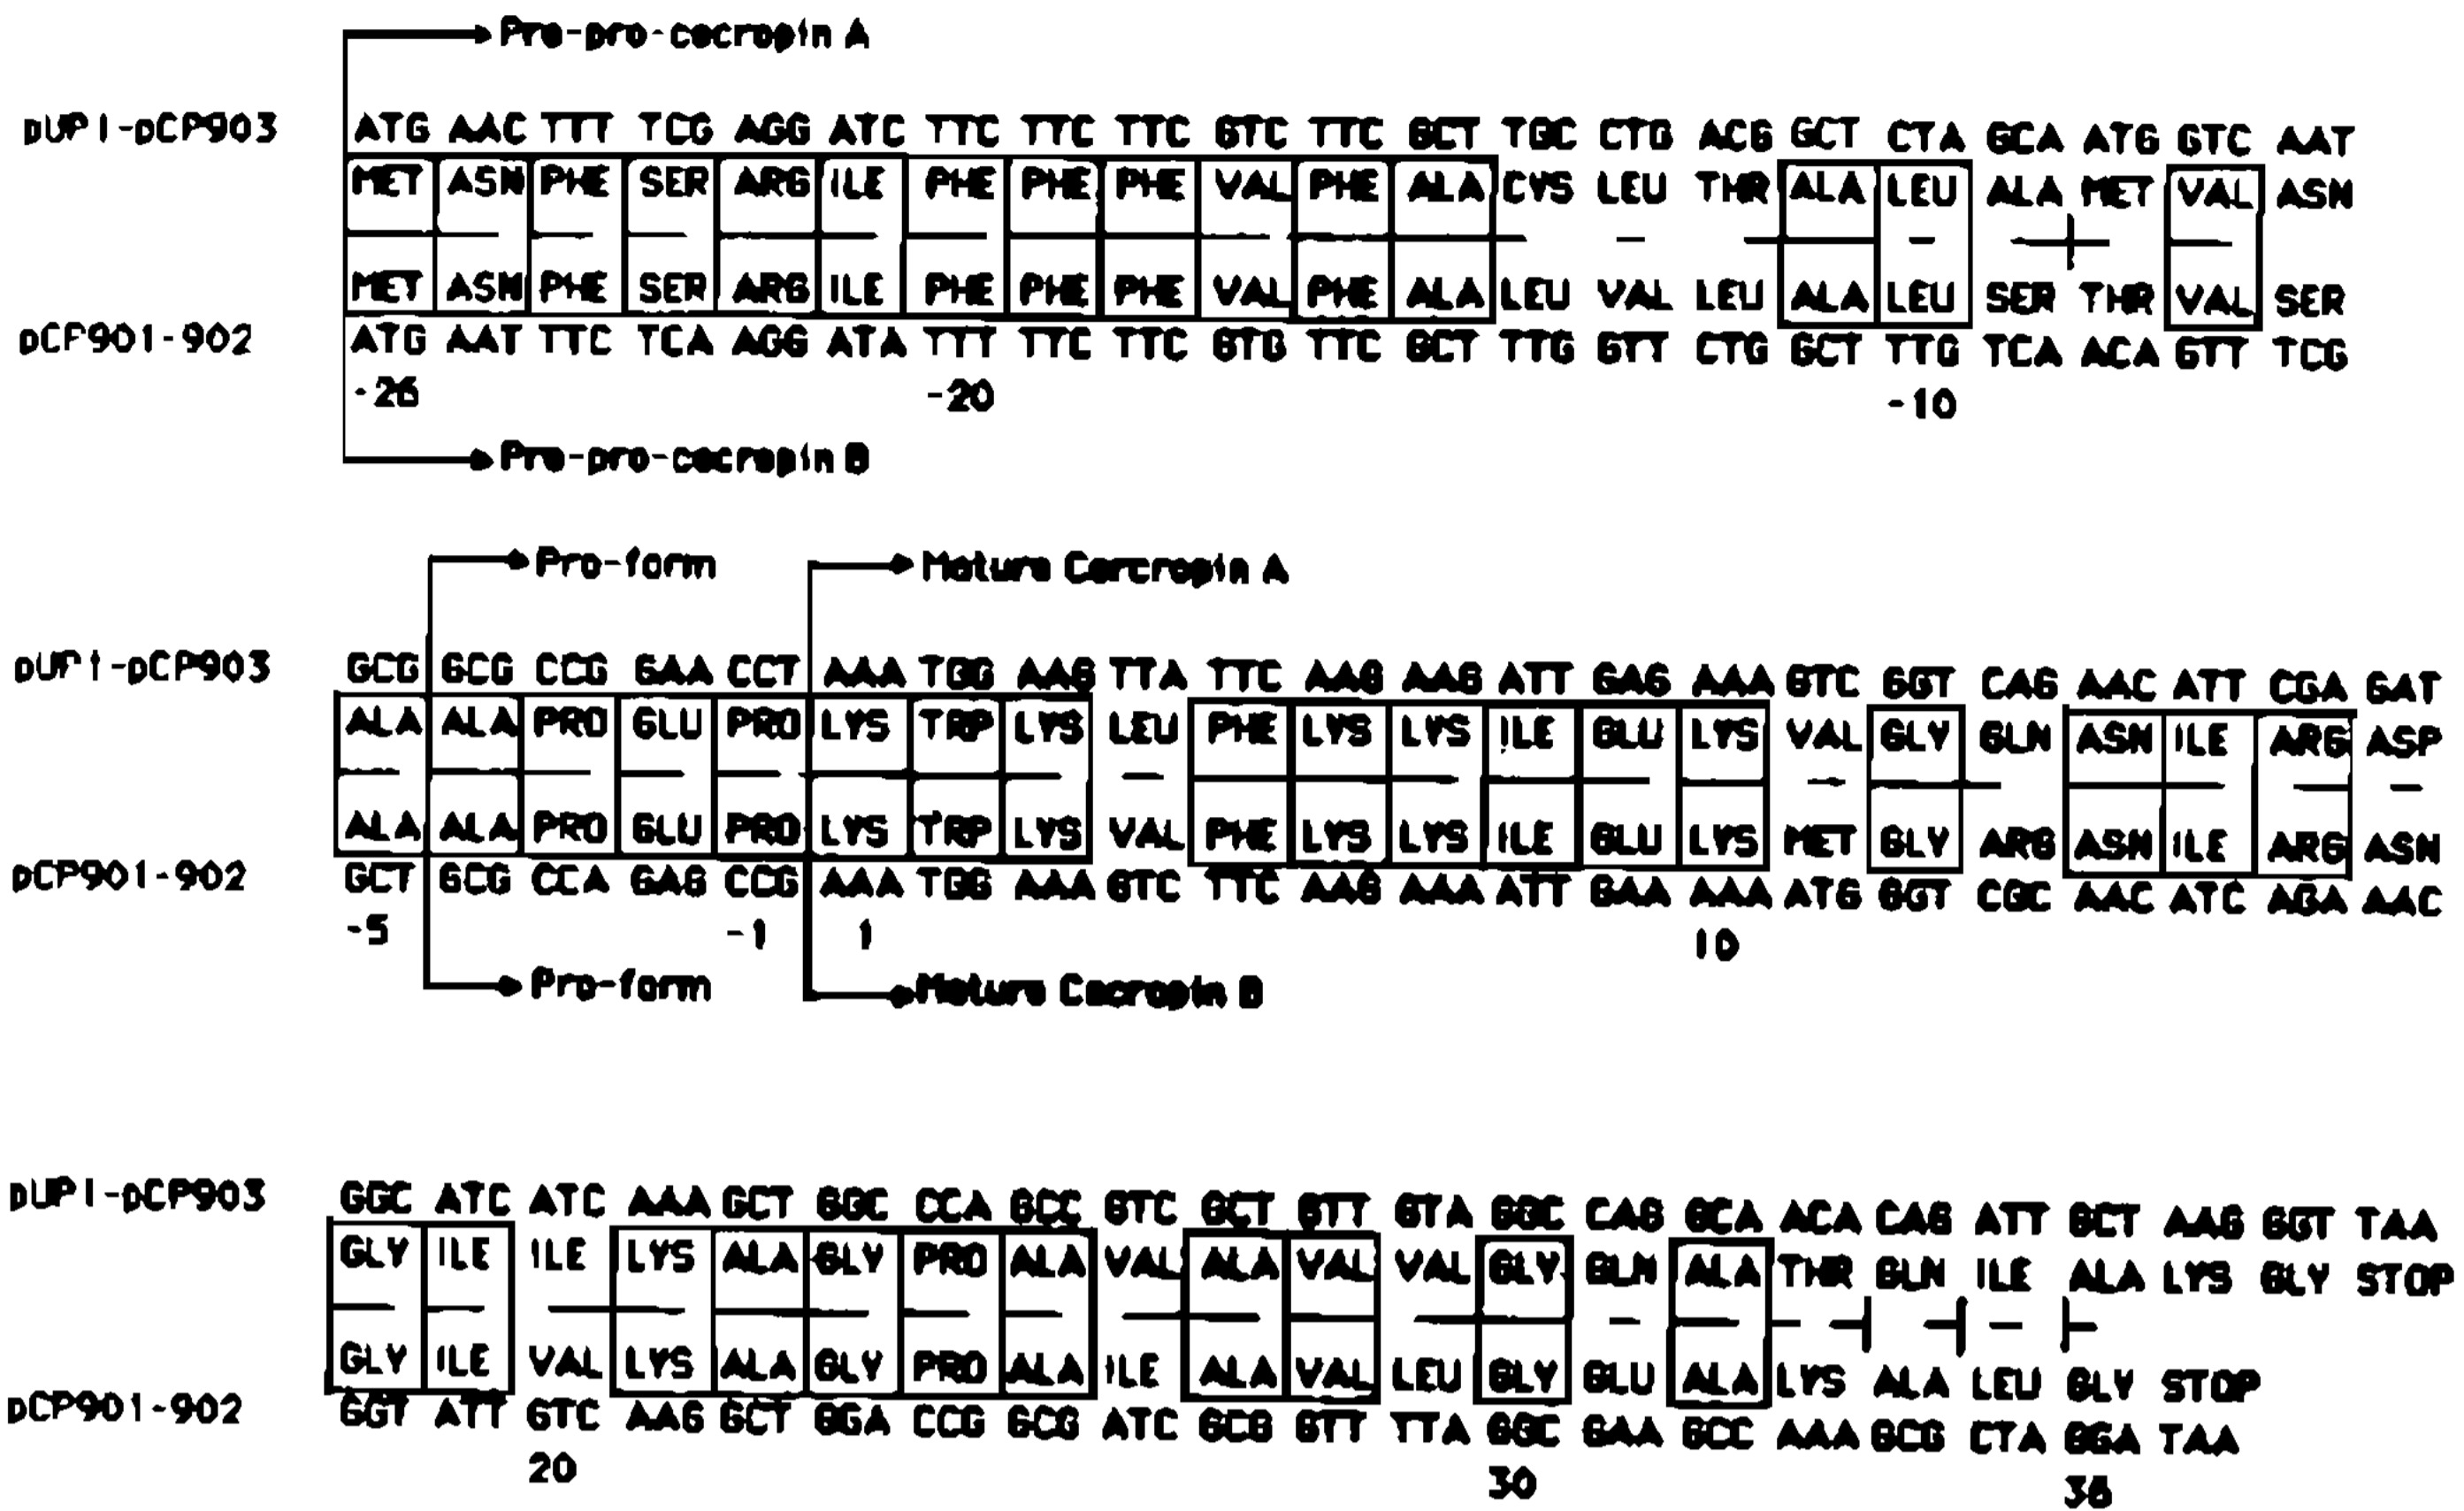 Pre-pro-cecropin A
pUP1-pCP903 ATG AAC TTT TCG AGG ATC TTC TTC TTC GTC TTC GCT TGC CTG ACG GCT CTA GCA ATG GTC AAT
MET ASN PHE SER ARG ILE PHE PHE PHE VAL PHE ALA CYS LEU THR ALA LEU ALA MET VAL ASN
MET ASN PHE SER ARG ILE PHE PHE PHE VAL PHE ALA LEU VAL LEU ALA LEU SER THR VAL SER
pCP901-902 ATG AAT TTC TCA AGG ATA TTT TTC TTC GTG TTC GCT TTG GTT CTG GCT TTG TCA ACA GTT TCG
-26 -20 -10
Pre-pro-cecropin B
Pro-form Mature Cercropin A
pUP1-pCP903 GCG GCG CCG GAA CCT AAA TGG AAG TTA TTC AAG AAG ATT GAG AAA GTC GGT CAG AAC ATT CGA GAT
ALA ALA PRO GLU PRO LYS TRP LYS LEU PHE LYS LYS ILE GLU LYS VAL GLY GLN ASN ILE ARG ASP
ALA ALA PRO GLU PRO LYS TRP LYS VAL PHE LYS LYS ILE GLU LYS MET GLY ARG ASN ILE ARG ASN
pCP901-902 GCT GCG CCA GAG CCG AAA TGG AAA GTC TTC AAG AAA ATT GAA AAA ATG GGT CGC AAC ATC AGA AAC
-5 -1 1 10
Pro-form Mature Cecropin B
pUP1-pCP903 GGC ATC ATC AAA GCT GGC CCA GCC GTC GCT GTT GTA GGC CAG GCA ACA CAG ATT GCT AAG GGT TAA
GLY ILE ILE LYS ALA GLY PRO ALA VAL ALA VAL VAL GLY GLN ALA THR GLN ILE ALA LYS GLY STOP
GLY ILE VAL LYS ALA GLY PRO ALA ILE ALA VAL LEU GLY GLU ALA LYS ALA LEU GLY STOP
pCP901-902 GGT ATT GTC AAG GCT GGA CCG GCG ATC GCG GTT TTA GGC GAA GCC AAA GCG CTA GGA TAA
20 30 36